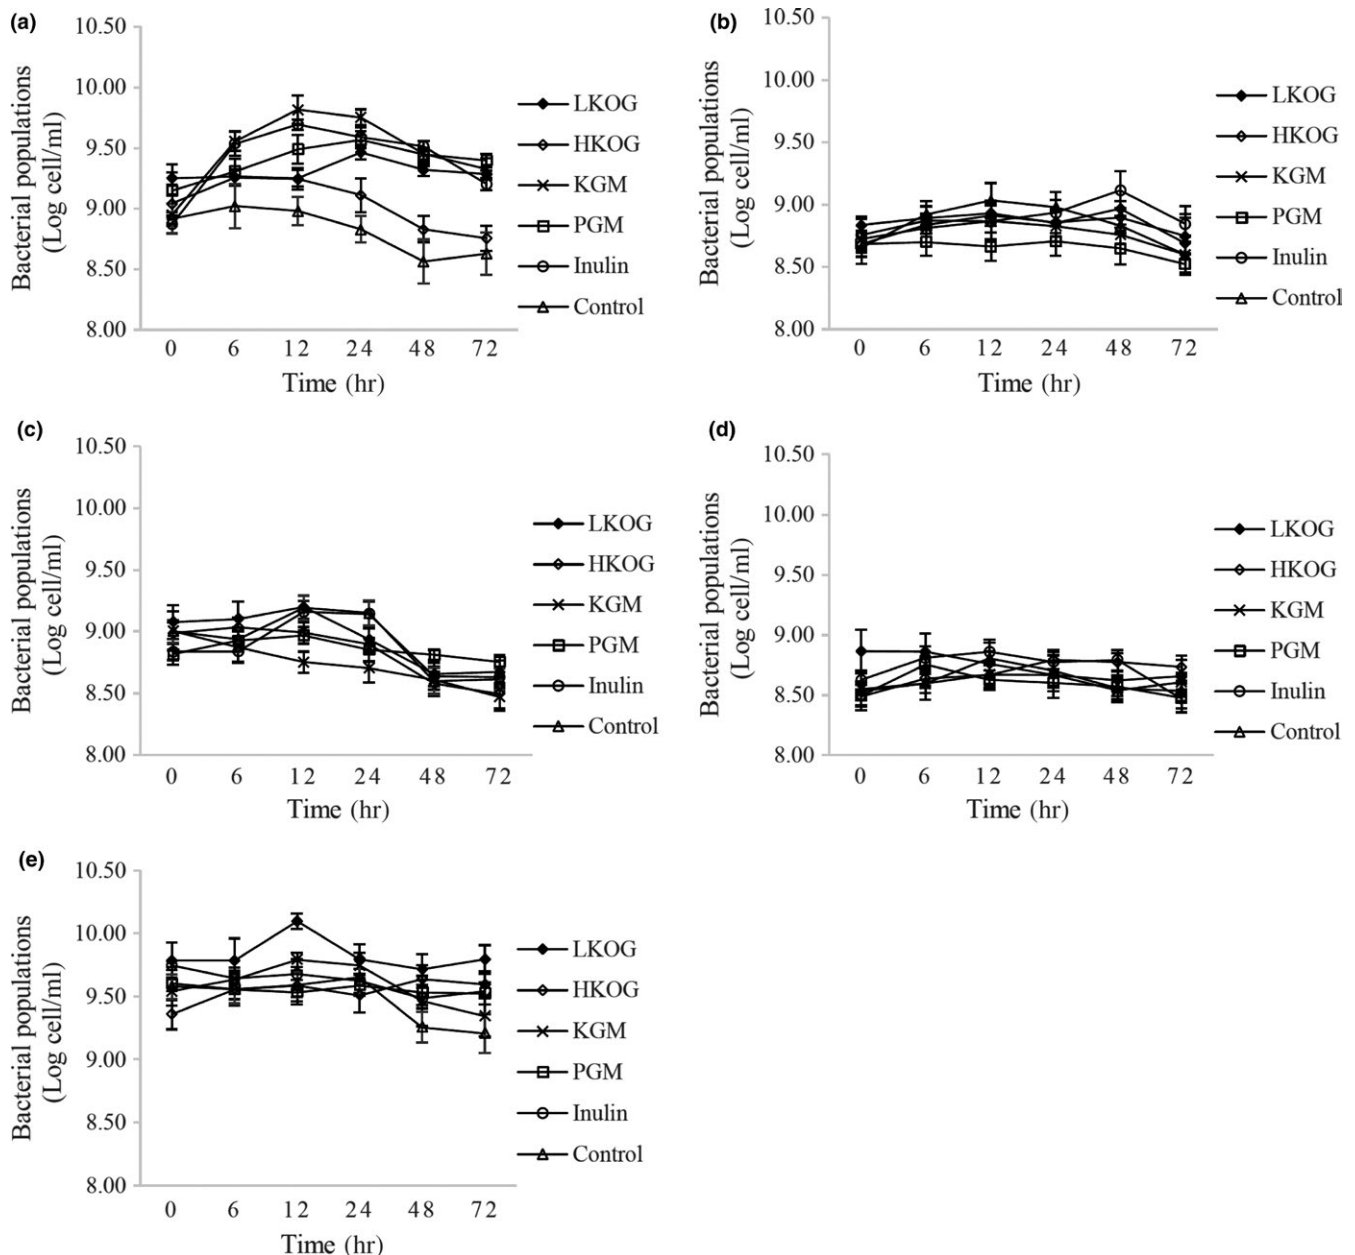 (a)
10.50
10.00
9.50
9.00
8.50
8.00
Bacterial populations
(Log cell/ml)
0 6 12 24 48 72
Time (hr)
LKOG
HKOG
KGM
PGM
Inulin
Control
(b)
10.50
10.00
9.50
9.00
8.50
8.00
Bacterial populations
(Log cell/ml)
0 6 12 24 48 72
Time (hr)
LKOG
HKOG
KGM
PGM
Inulin
Control
(c)
10.50
10.00
9.50
9.00
8.50
8.00
Bacterial populations
(Log cell/ml)
0 6 12 24 48 72
Time (hr)
LKOG
HKOG
KGM
PGM
Inulin
Control
(d)
10.50
10.00
9.50
9.00
8.50
8.00
Bacterial populations
(Log cell/ml)
0 6 12 24 48 72
Time (hr)
LKOG
HKOG
KGM
PGM
Inulin
Control
(e)
10.50
10.00
9.50
9.00
8.50
8.00
Bacterial populations
(Log cell/ml)
0 6 12 24 48 72
Time (hr)
LKOG
HKOG
KGM
PGM
Inulin
Control